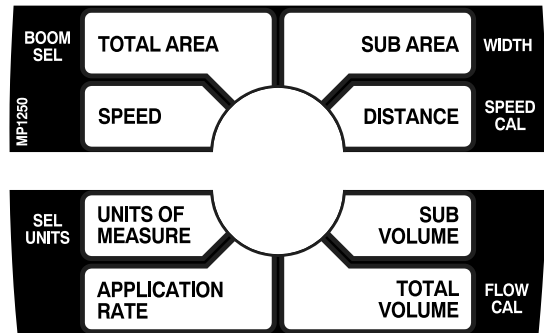 BOOM
SEL
TOTAL AREA
SUB AREA
WIDTH
MP1250
SPEED
DISTANCE
SPEED
CAL
SEL
UNITS
UNITS OF
MEASURE
SUB
VOLUME
APPLICATION
RATE
TOTAL
VOLUME
FLOW
CAL